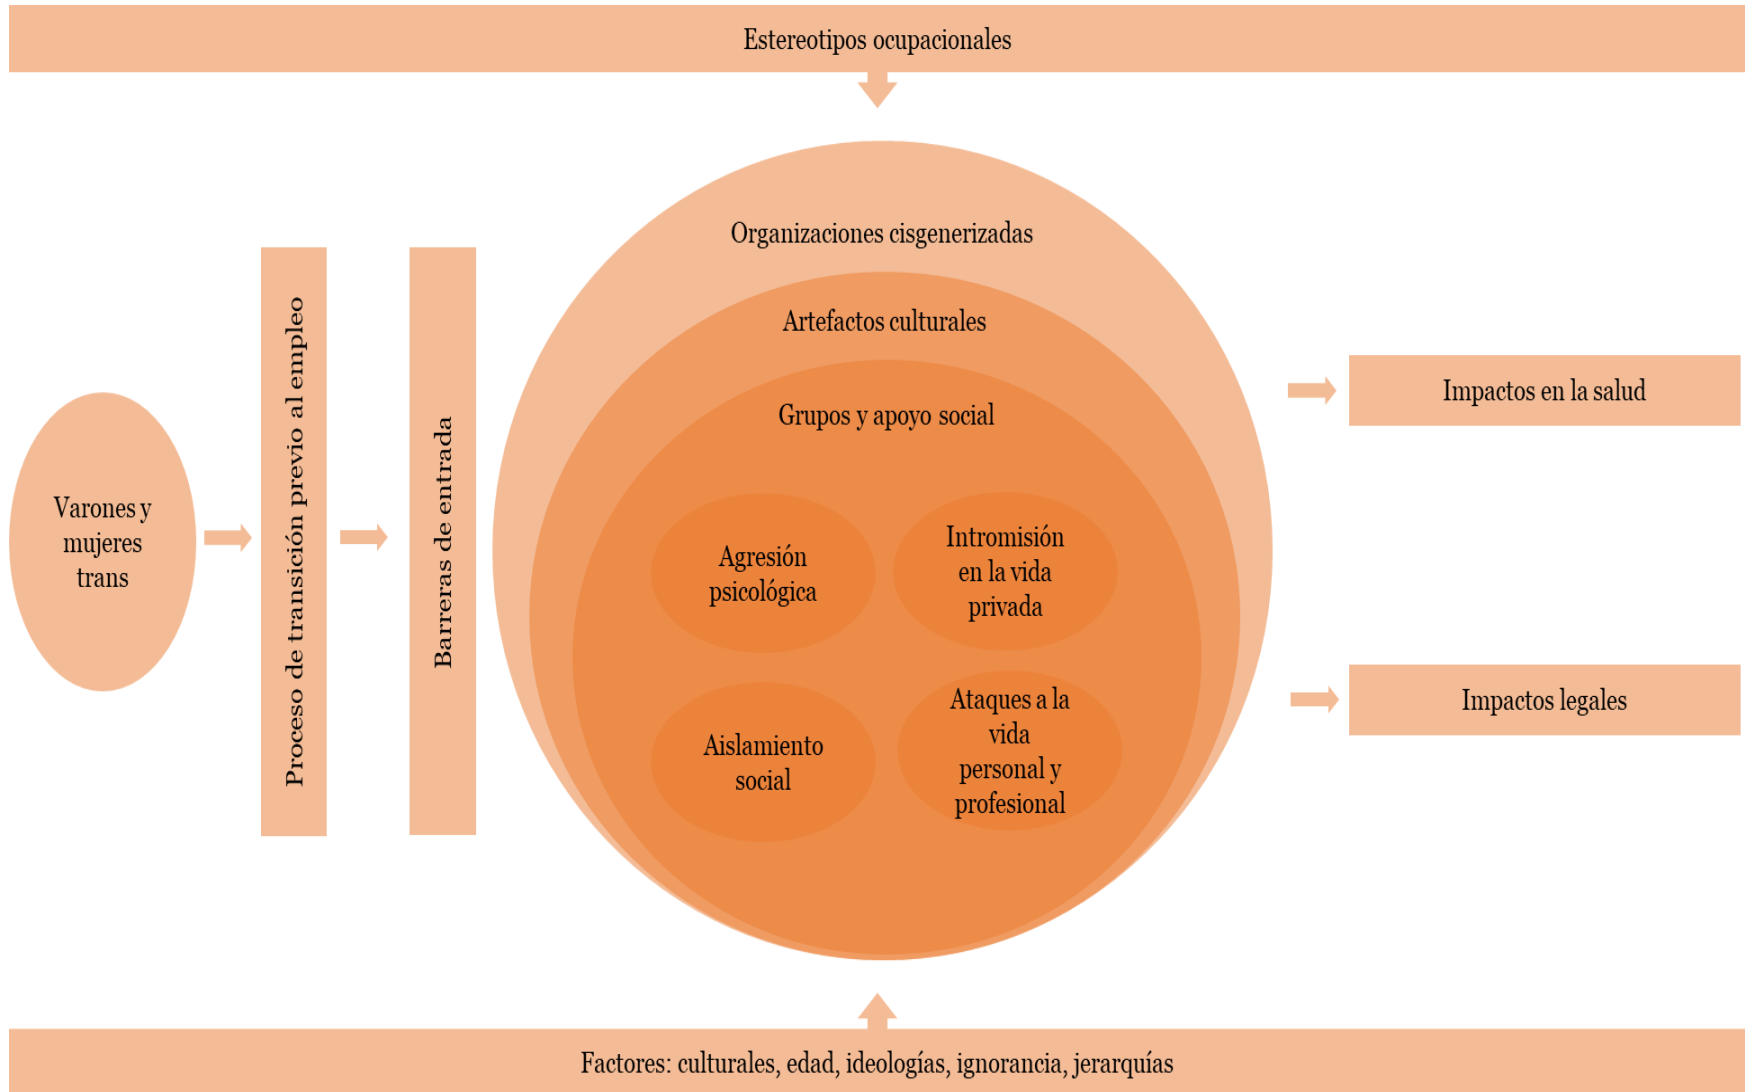 Estereotipos ocupacionales
Varones y
mujeres
trans
Proceso de transición previo al empleo
Barreras de entrada
Organizaciones cisgenerizadas
Artefactos culturales
Grupos y apoyo social
Agresión
psicológica
Intromisión
en la vida
privada
Aislamiento
social
Ataques a la
vida
personal y
profesional
Impactos en la salud
Impactos legales
Factores: culturales, edad, ideologías, ignorancia, jerarquías